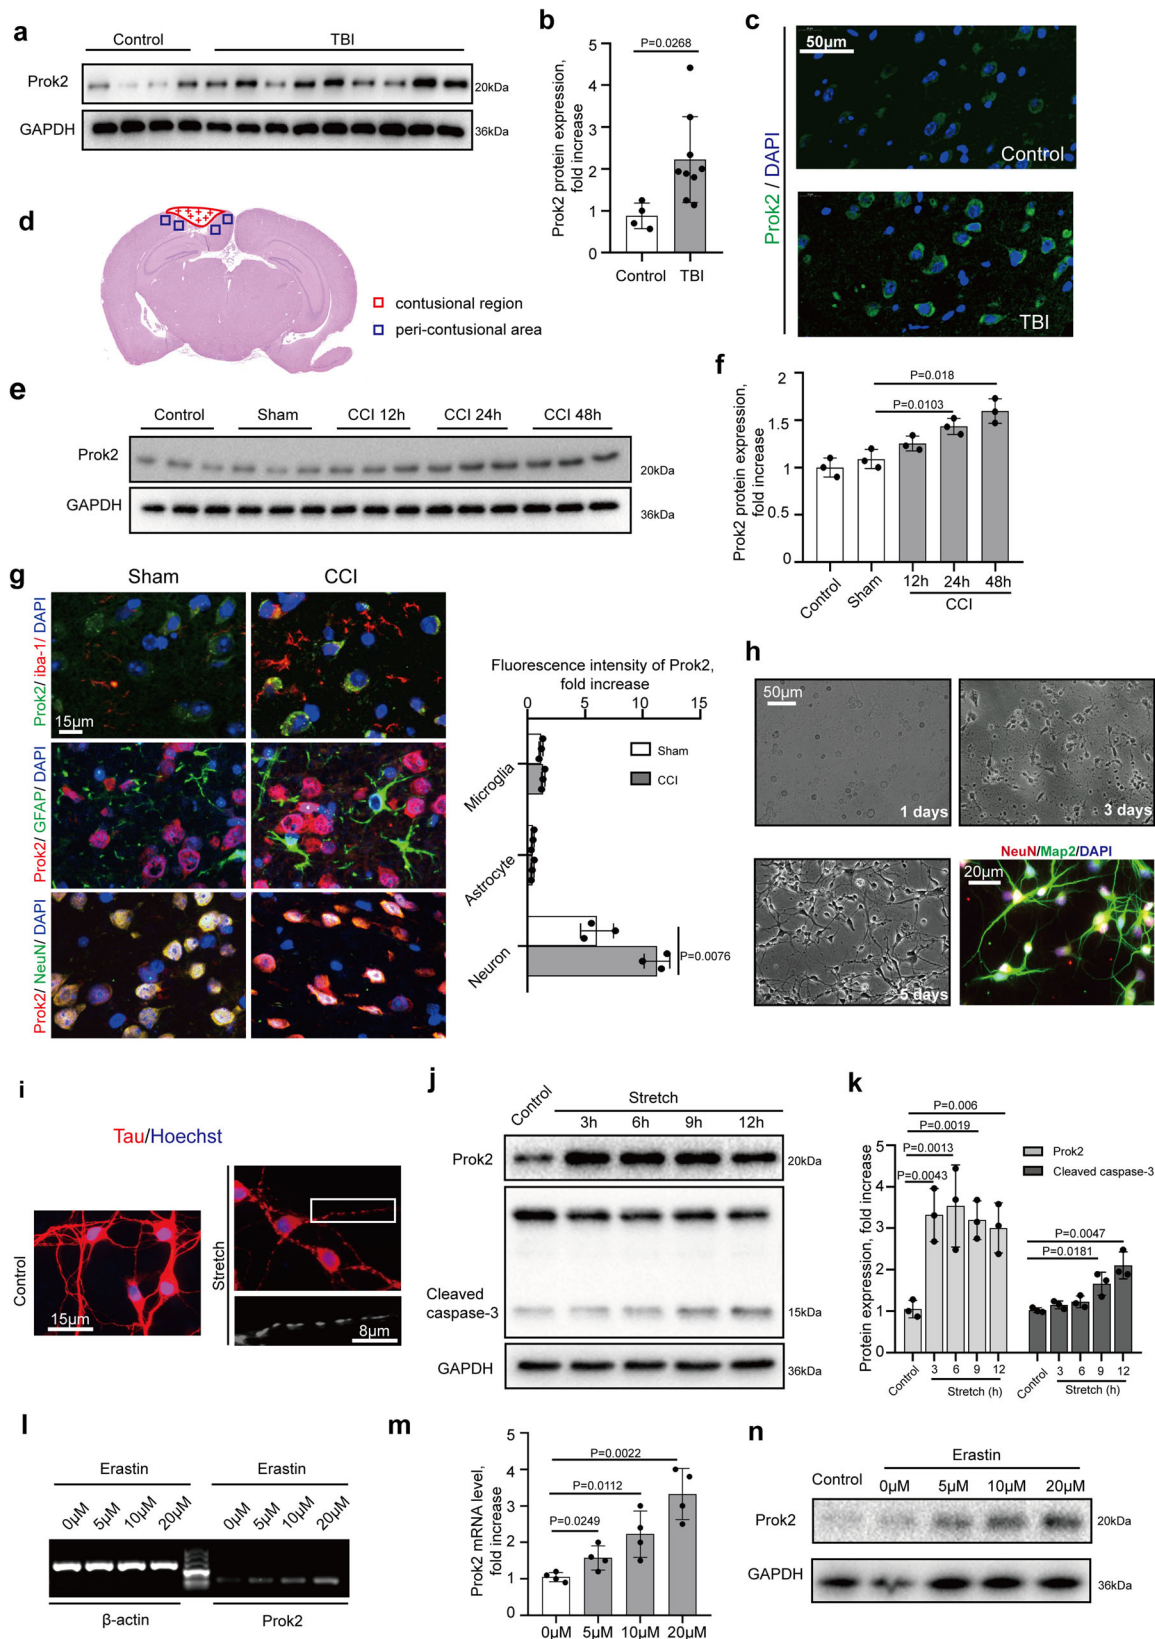 a
Control TBI
Prok2 20kDa
GAPDH 36kDa
b
P=0.0268
Prok2 protein expression,
fold increase
5
4
3
2
1
0
Control TBI
c
50μm
Control
TBI
Prok2 / DAPI
d
contusional region
peri-contusional area
e
Control Sham CCI 12h CCI 24h CCI 48h
Prok2 20kDa
GAPDH 36kDa
f
P=0.018
P=0.0103
Prok2 protein expression,
fold increase
2
1.5
1
0.5
0
Control Sham 12h 24h 48h
CCI
g
Sham CCI
Prok2/ iba-1/ DAPI
15μm
Prok2/ GFAP/ DAPI
Prok2/ NeuN/ DAPI
Fluorescence intensity of Prok2,
fold increase
0 5 10 15
Sham
CCI
Microglia
Astrocyte
Neuron
P=0.0076
h
50μm
1 days
3 days
5 days
NeuN/Map2/DAPI
20μm
i
Tau/Hoechst
Control
15μm
Stretch
8μm
j
Control Stretch
3h 6h 9h 12h
Prok2 20kDa
Cleaved
caspase-3 15kDa
GAPDH 36kDa
k
P=0.006
P=0.0019
P=0.0013
P=0.0043
Prok2
Cleaved caspase-3
P=0.0047
P=0.0181
Protein expression, fold increase
5
4
3
2
1
0
Control 3 6 9 12 Control 3 6 9 12
Stretch (h) Stretch (h)
l
Erastin Erastin
0μM 5μM 10μM 20μM 0μM 5μM 10μM 20μM
β-actin Prok2
m
P=0.0022
P=0.0112
P=0.0249
Prok2 mRNA level,
fold increase
5
4
3
2
1
0μM 5μM 10μM 20μM
n
Erastin
Control 0μM 5μM 10μM 20μM
Prok2 20kDa
GAPDH 36kDa